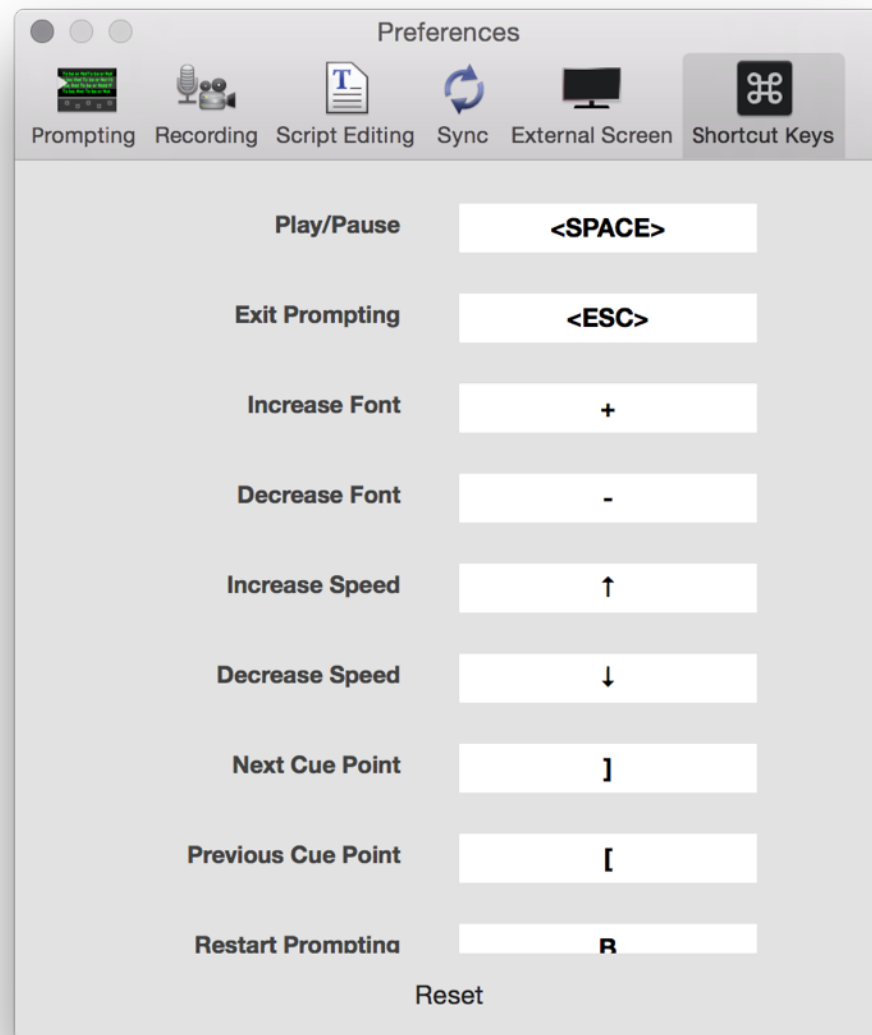 Preferences
Prompting Recording Script Editing Sync External Screen Shortcut Keys
Play/Pause <SPACE>
Exit Prompting <ESC>
Increase Font +
Decrease Font -
Increase Speed ↑
Decrease Speed ↓
Next Cue Point ]
Previous Cue Point [
Restart Prompting
Reset